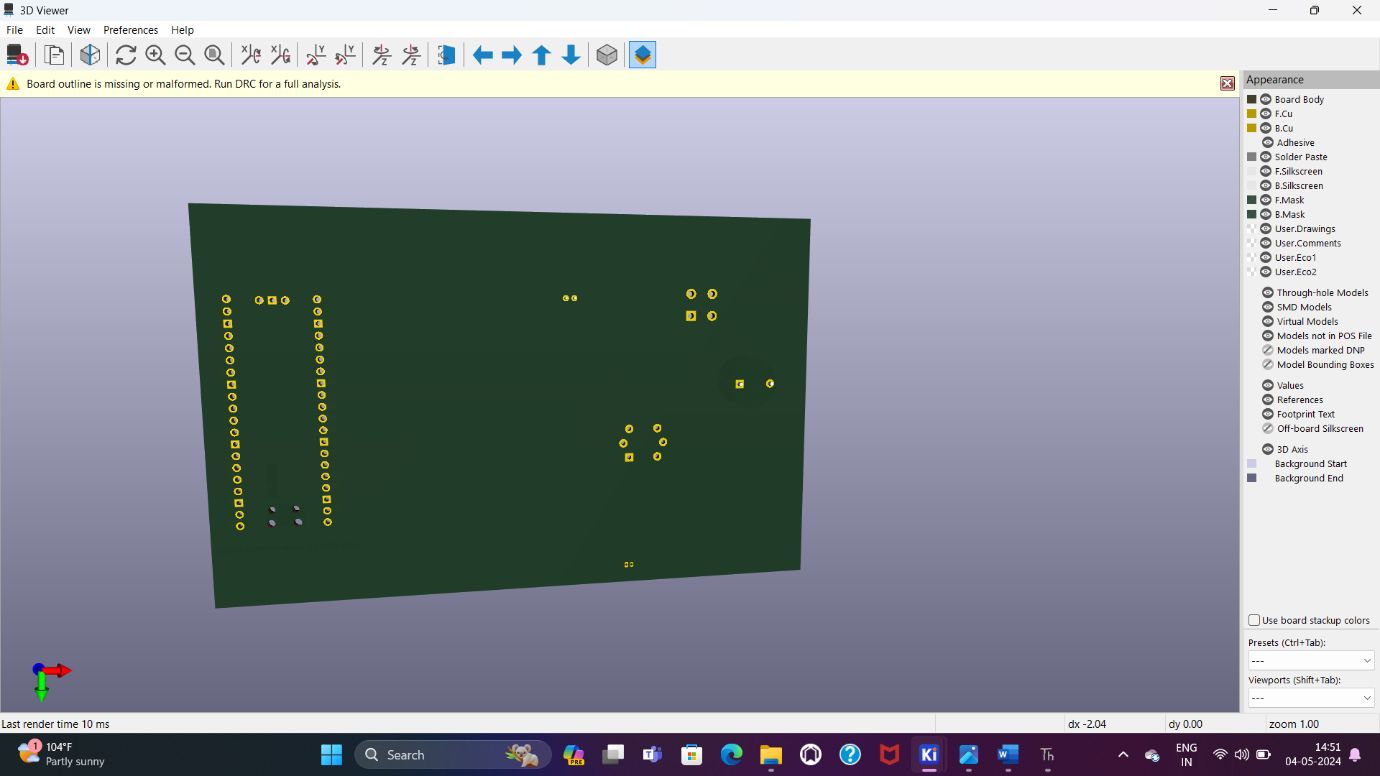 3D Viewer
File Edit View Preferences Help
Board outline is missing or malformed. Run DRC for a full analysis.
Appearance
Board Body
F.Cu
B.Cu
Adhesive
Solder Paste
F.Silkscreen
B.Silkscreen
F.Mask
B.Mask
User.Drawings
User.Comments
User.Eco1
User.Eco2
Through-hole Models
SMD Models
Virtual Models
Models not in POS File
Models marked DNP
Model Bounding Boxes
Values
References
Footprint Text
Off-board Silkscreen
3D Axis
Background Start
Background End
Use board stackup colors
Presets (Ctrl+Tab):
---
Viewports (Shift+Tab):
---
Last render time 10 ms
dx -2.04
dy 0.00
zoom 1.00
1
104°F
Partly sunny
Search
PRE
Ki
W
Th
ENG
IN
14:51
04-05-2024